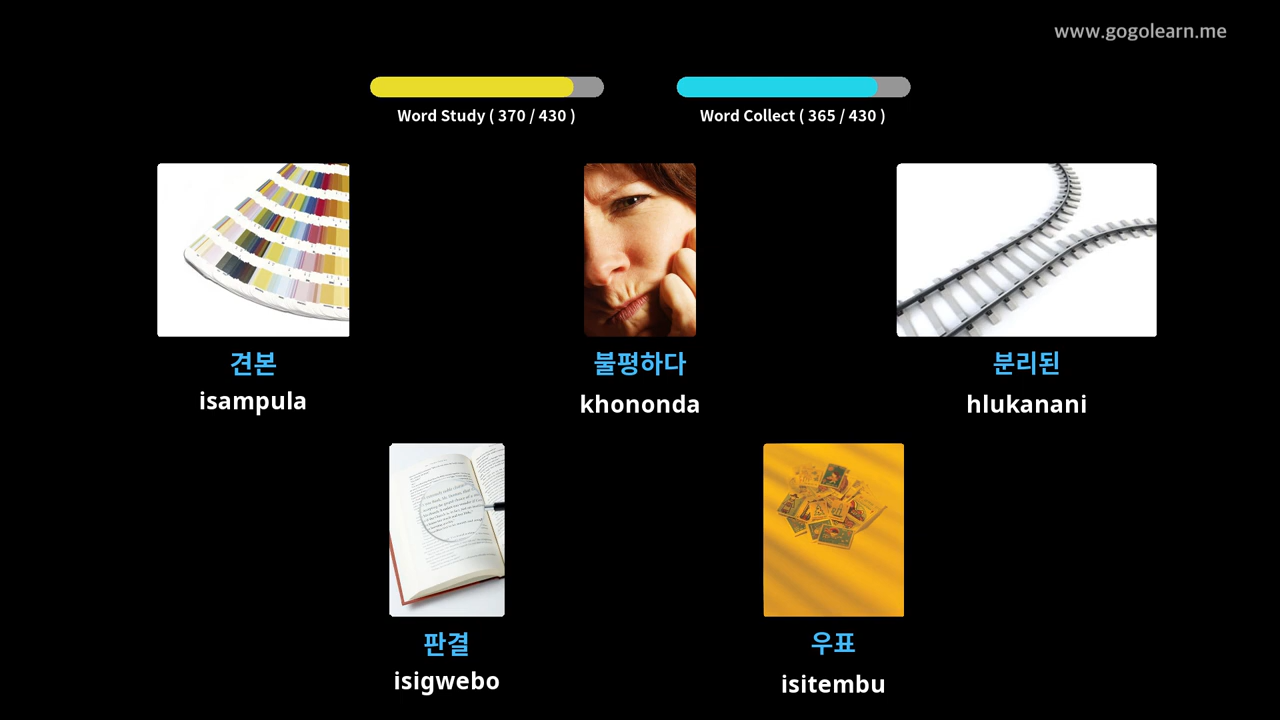 www.gogolearn.me
Word Study ( 370 / 430 )
Word Collect ( 365 / 430 )
견본
isampula
불평하다
khononda
분리된
hlukanani
판결
isigwebo
우표
isitembu